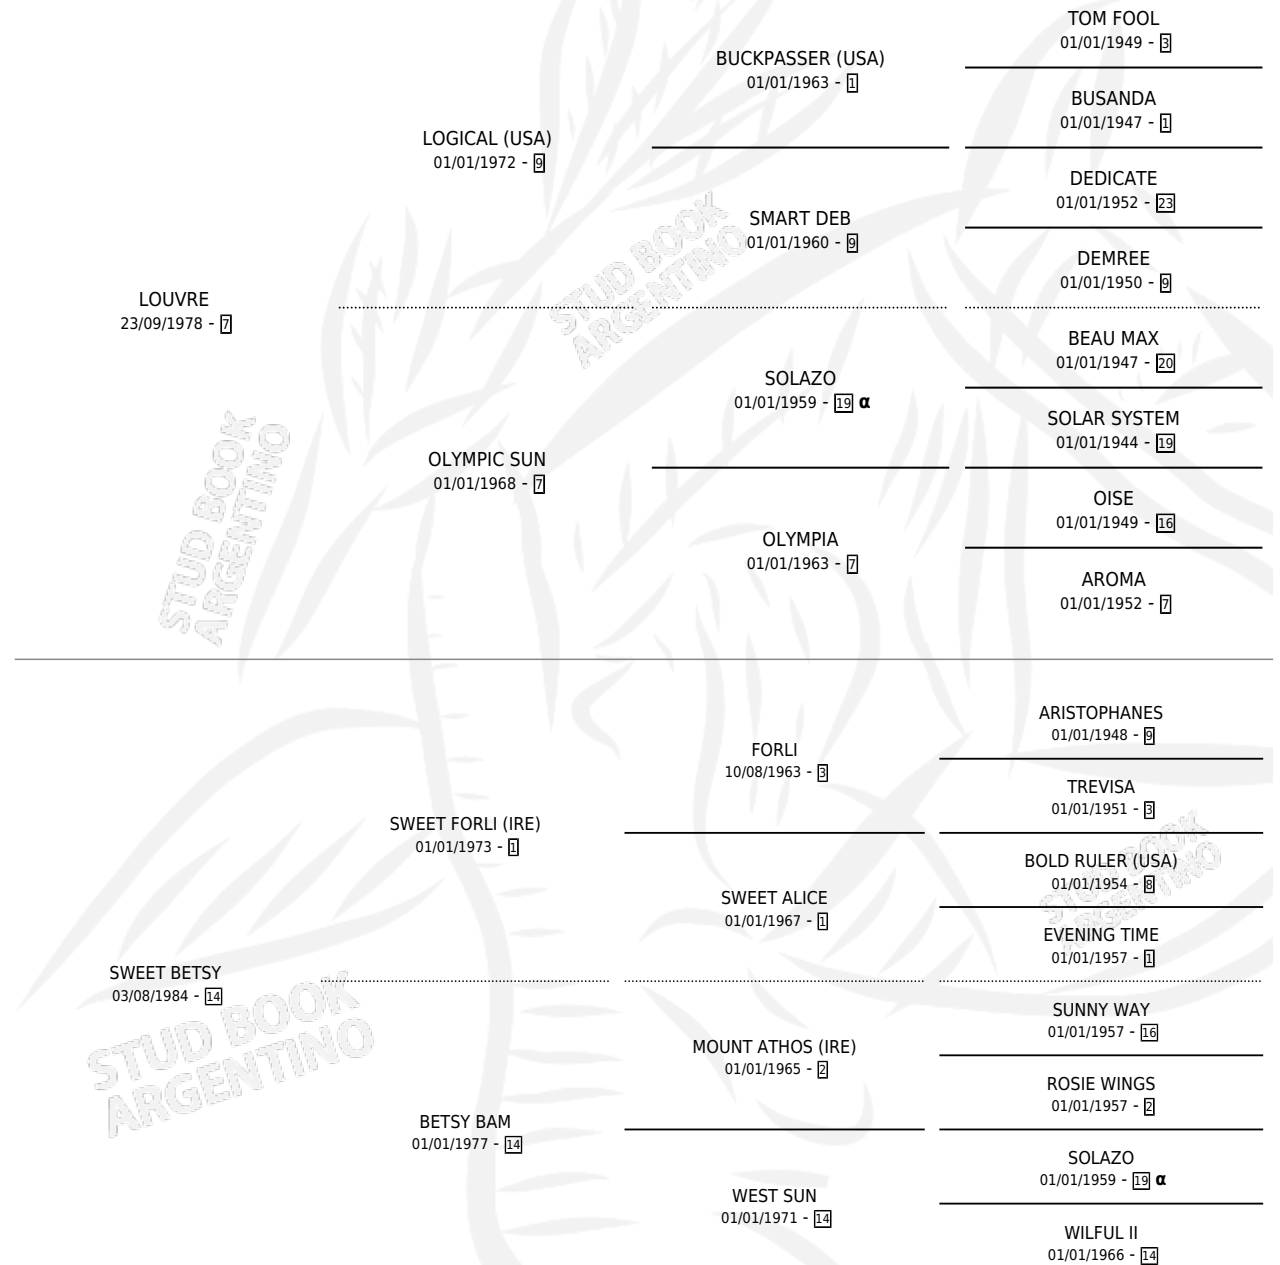 TOM FOOL
01/01/1949 - 3
BUCKPASSER (USA)
01/01/1963 - 1
BUSANDA
01/01/1947 - 1
LOGICAL (USA)
01/01/1972 - 9
DEDICATE
01/01/1952 - 23
SMART DEB
01/01/1960 - 9
DEMREE
01/01/1950 - 9
LOUVRE
23/09/1978 - 7
BEAU MAX
01/01/1947 - 20
SOLAZO
01/01/1959 - 19 α
SOLAR SYSTEM
01/01/1944 - 19
OLYMPIC SUN
01/01/1968 - 7
OISE
01/01/1949 - 16
OLYMPIA
01/01/1963 - 7
AROMA
01/01/1952 - 7
ARISTOPHANES
01/01/1948 - 9
FORLI
10/08/1963 - 3
TREVISA
01/01/1951 - 3
SWEET FORLI (IRE)
01/01/1973 - 1
BOLD RULER (USA)
01/01/1954 - 8
SWEET ALICE
01/01/1967 - 1
EVENING TIME
01/01/1957 - 1
SWEET BETSY
03/08/1984 - 14
SUNNY WAY
01/01/1957 - 16
MOUNT ATHOS (IRE)
01/01/1965 - 2
ROSIE WINGS
01/01/1957 - 2
BETSY BAM
01/01/1977 - 14
SOLAZO
01/01/1959 - 19 α
WEST SUN
01/01/1971 - 14
WILFUL II
01/01/1966 - 14
STUD BOOK
ARGENTINO
STUD BOOK
ARGENTINO
STUD BOOK
ARGENTINO
STUD BOOK
ARGENTINO